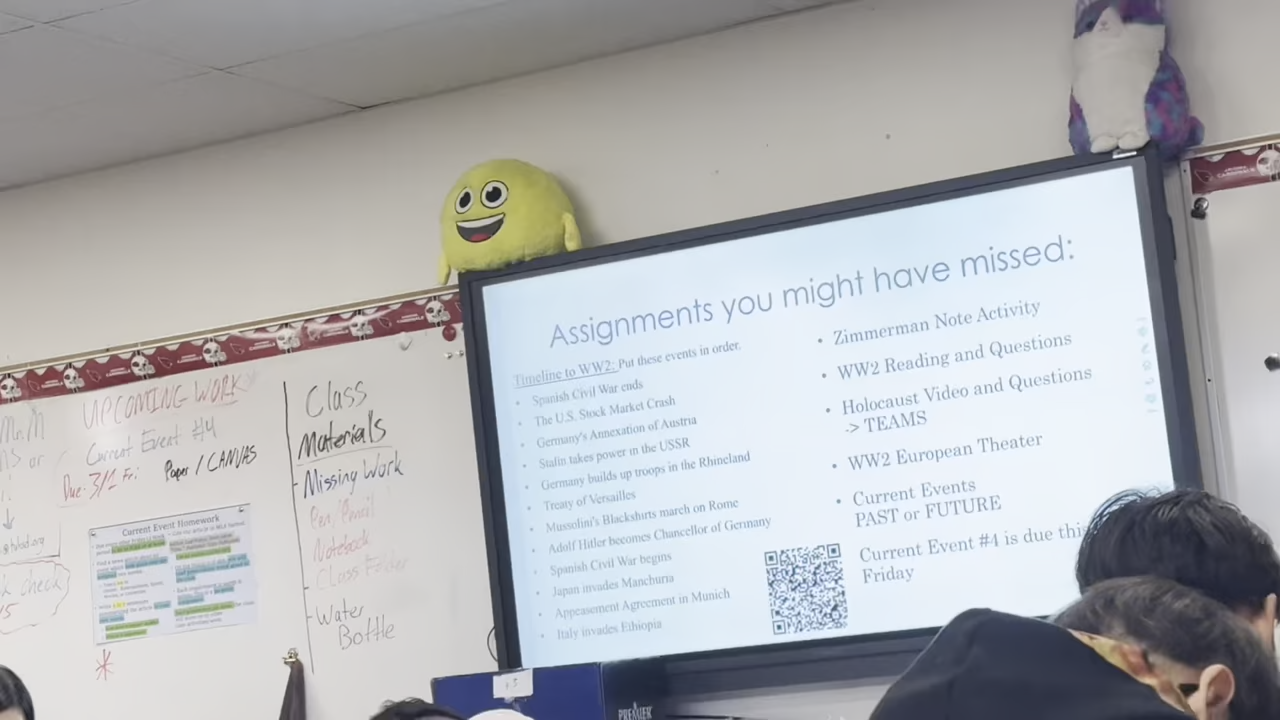 Assignments you might have missed:
Timeline to WW2: Put these events in order.
• Spanish Civil War ends
• The U.S. Stock Market Crash
• Germany's Annexation of Austria
• Stalin takes power in the USSR
• Germany builds up troops in the Rhineland
• Treaty of Versailles
• Mussolini's Blackshirts march on Rome
• Adolf Hitler becomes Chancellor of Germany
• Spanish Civil War begins
• Japan invades Manchuria
• Appeasement Agreement in Munich
• Italy invades Ethiopia
• Zimmerman Note Activity
• WW2 Reading and Questions
• Holocaust Video and Questions
-> TEAMS
• WW2 European Theater
• Current Events
PAST or FUTURE
Current Event #4 is due this
Friday
UPCOMING WORK
Current Event #4
Due: Fri: Paper / CANVAS
Current Event Homework
Class
Materials
Missing Work
Pen/Pencil
Notebook
Class Folder
Water
Bottle
Mr. M
or
check
PREMIER